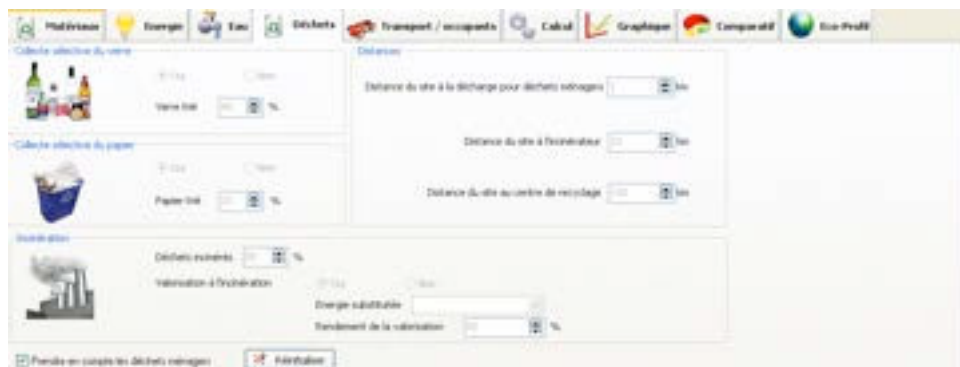 Matériaux Energie Eau Déchets Transport / occupants Calcul Graphique Comparatif Eco-Profil
Collecte sélective du verre
Oui Non
Verre trié %
Distances
Distance du site à la décharge pour déchets ménagers km
Distance du site à l'incinérateur km
Distance du site au centre de recyclage km
Collecte sélective du papier
Oui Non
Papier trié %
Incinération
Déchets incinérés %
Valorisation à l'incinération Oui Non
Energie substituée
Rendement de la valorisation %
Prendre en compte les déchets ménagers Réinitialiser